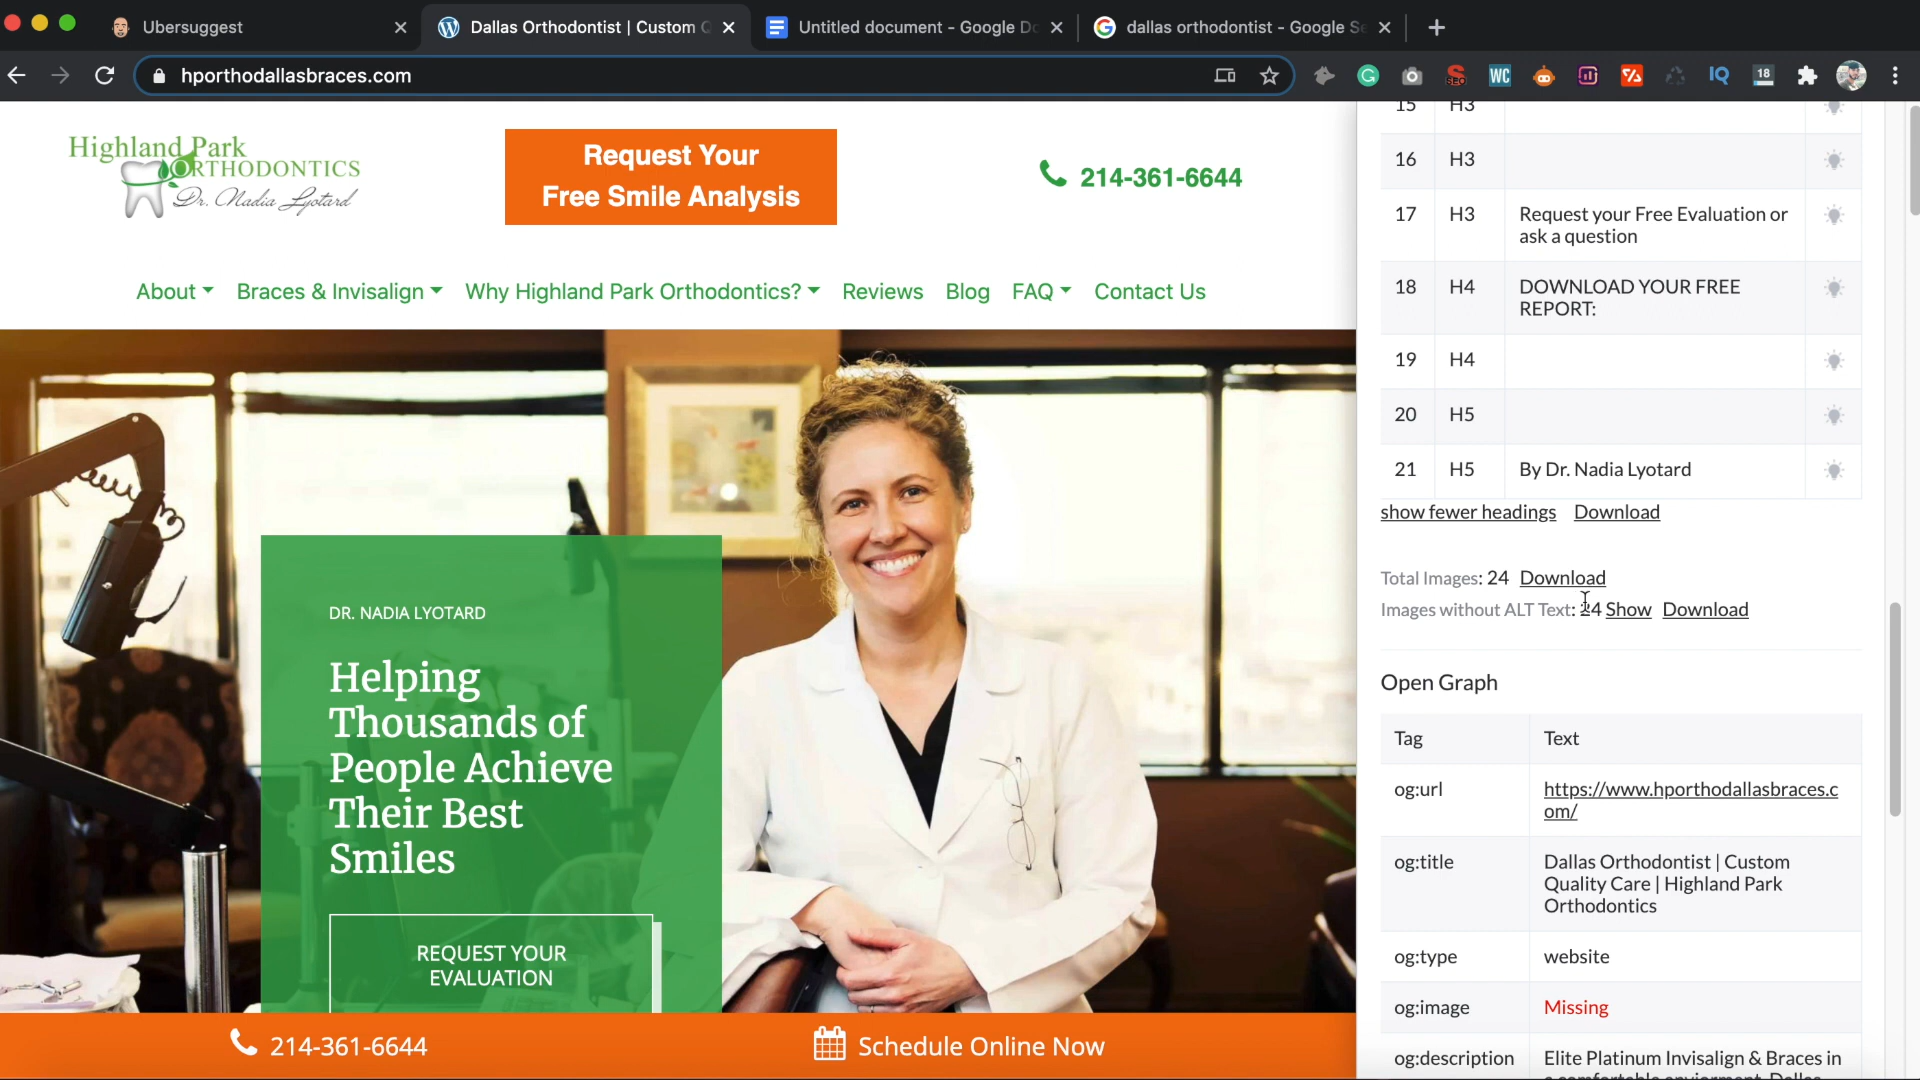 Ubersuggest
Dallas Orthodontist | Custom
Untitled document - Google Do
dallas orthodontist - Google Se
hporthodallasbraces.com
SEO
WC
IQ
18
Highland Park
ORTHODONTICS
Dr. Nadia Lyotard
Request Your
Free Smile Analysis
214-361-6644
About
Braces & Invisalign
Why Highland Park Orthodontics?
Reviews
Blog
FAQ
Contact Us
DR. NADIA LYOTARD
Helping
Thousands of
People Achieve
Their Best
Smiles
REQUEST YOUR
EVALUATION
214-361-6644
Schedule Online Now
15 H3
16 H3
17 H3 Request your Free Evaluation or
ask a question
18 H4 DOWNLOAD YOUR FREE
REPORT:
19 H4
20 H5
21 H5 By Dr. Nadia Lyotard
show fewer headings Download
Total Images: 24 Download
Images without ALT Text: 24 Show Download
Open Graph
Tag Text
og:url https://www.hporthodallasbraces.c
om/
og:title Dallas Orthodontist | Custom
Quality Care | Highland Park
Orthodontics
og:type website
og:image Missing
og:description Elite Platinum Invisalign & Braces in